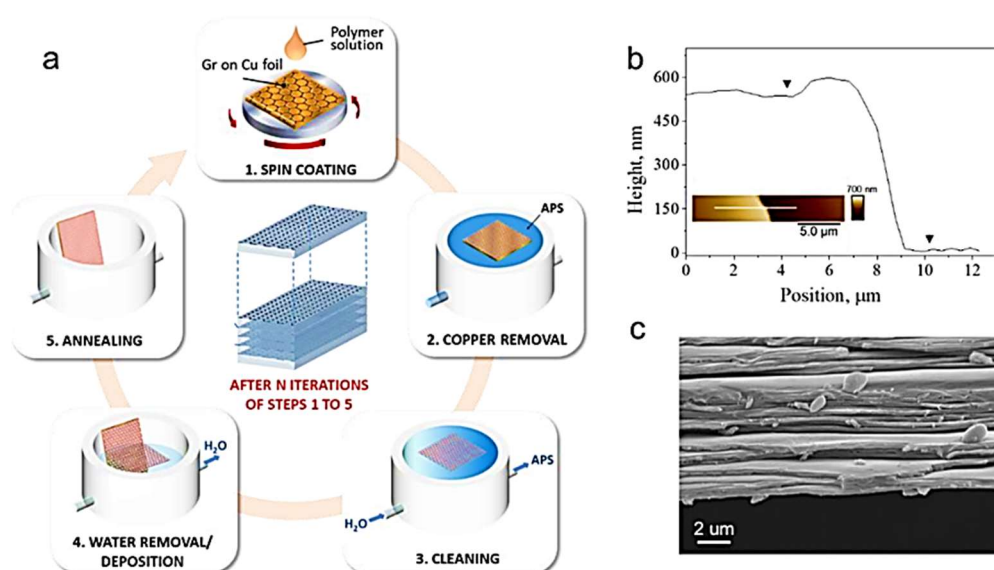 a
Polymer
solution
Gr on Cu foil
1. SPIN COATING
APS
2. COPPER REMOVAL
APS
H₂O
3. CLEANING
H₂O
4. WATER REMOVAL/
DEPOSITION
5. ANNEALING
AFTER N ITERATIONS
OF STEPS 1 TO 5
b
Height, nm
600
450
300
150
0
700 nm
5.0 µm
0 2 4 6 8 10 12
Position, µm
c
2 um